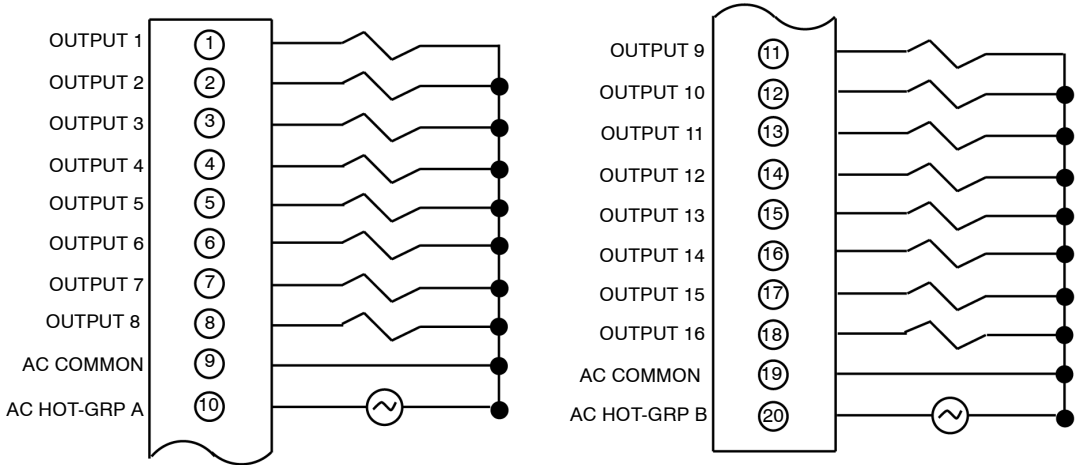 OUTPUT 1 1
OUTPUT 2 2
OUTPUT 3 3
OUTPUT 4 4
OUTPUT 5 5
OUTPUT 6 6
OUTPUT 7 7
OUTPUT 8 8
AC COMMON 9
AC HOT-GRP A 10
OUTPUT 9 11
OUTPUT 10 12
OUTPUT 11 13
OUTPUT 12 14
OUTPUT 13 15
OUTPUT 14 16
OUTPUT 15 17
OUTPUT 16 18
AC COMMON 19
AC HOT-GRP B 20